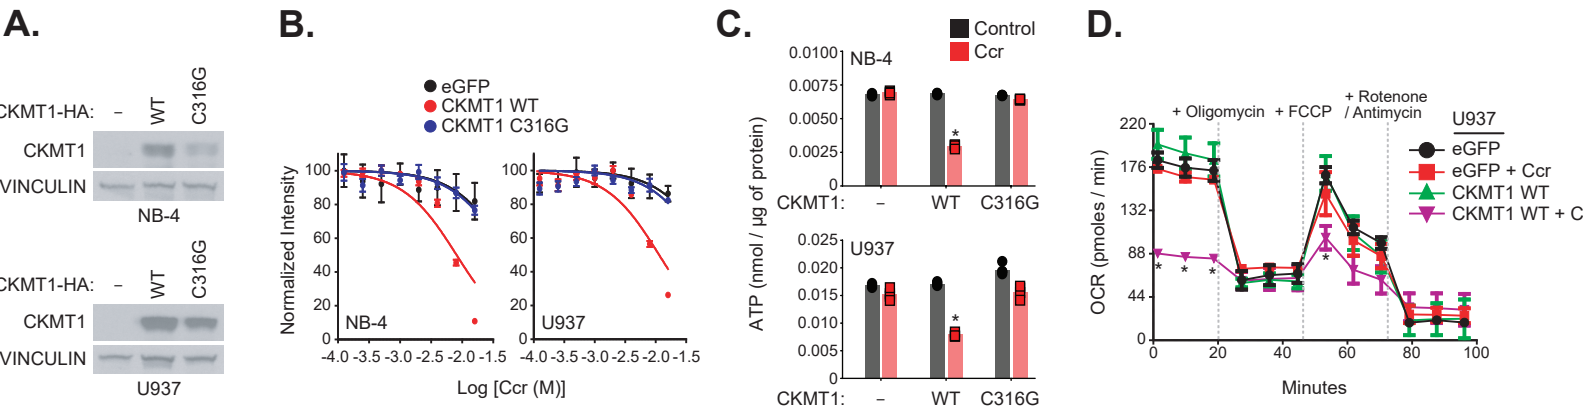 A.
CKMT1-HA: – WT C316G
CKMT1
VINCULIN
NB-4
CKMT1-HA: – WT C316G
CKMT1
VINCULIN
U937
B.
eGFP
CKMT1 WT
CKMT1 C316G
Normalized Intensity
100
80
60
40
20
0
NB-4
-4.0 -3.5 -3.0 -2.5 -2.0 -1.5
100
80
60
40
20
0
U937
-4.0 -3.5 -3.0 -2.5 -2.0 -1.5
Log [Ccr (M)]
C.
Control
Ccr
ATP (nmol / µg of protein)
0.0100
0.0075
0.0050
0.0025
0
NB-4
*
CKMT1: – WT C316G
0.025
0.020
0.015
0.010
0.005
0
U937
*
CKMT1: – WT C316G
D.
+ Oligomycin + FCCP
+ Rotenone
/ Antimycin
U937
eGFP
eGFP + Ccr
CKMT1 WT
CKMT1 WT + C
OCR (pmoles / min)
220
176
132
88
44
0
* * * *
0 20 40 60 80 100
Minutes